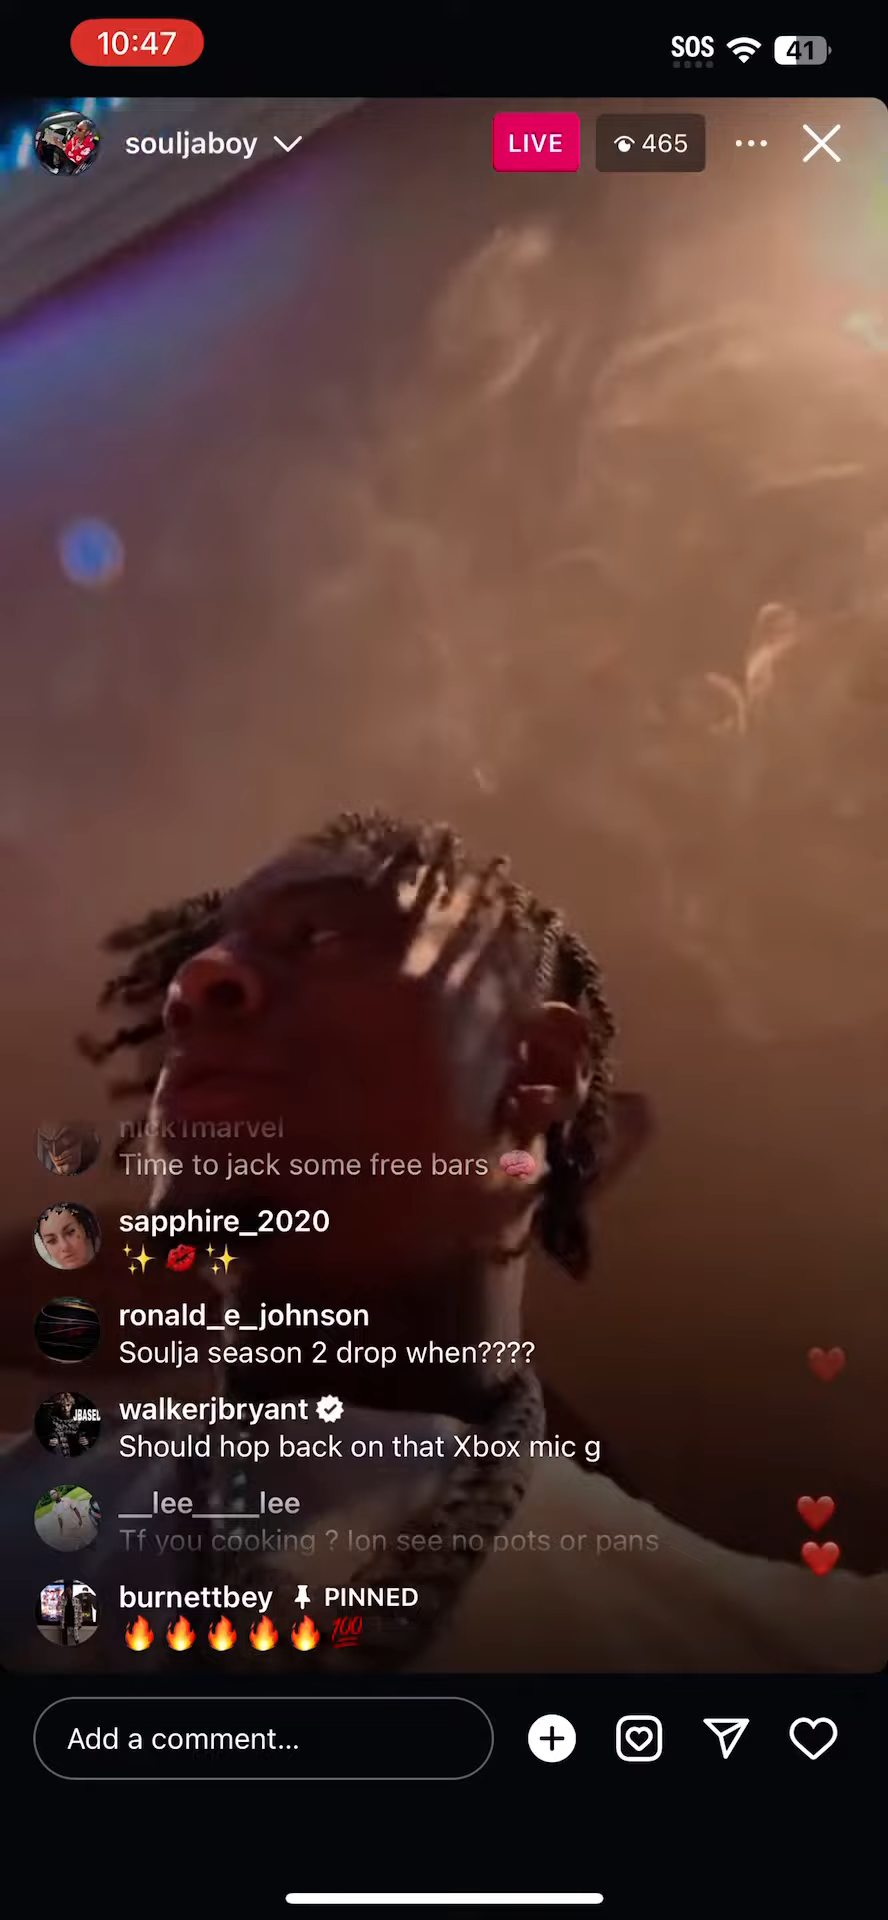 10:47
SOS
41
souljaboy
LIVE
465
nick1marvel
Time to jack some free bars 🧠
sapphire_2020
✨ 💋 ✨
ronald_e_johnson
Soulja season 2 drop when????
walkerjbryant
Should hop back on that Xbox mic g
__lee____lee
Tf you cooking ? Ion see no pots or pans
burnettbey PINNED
🔥 🔥 🔥 🔥 🔥 💯
Add a comment...
JBASEL